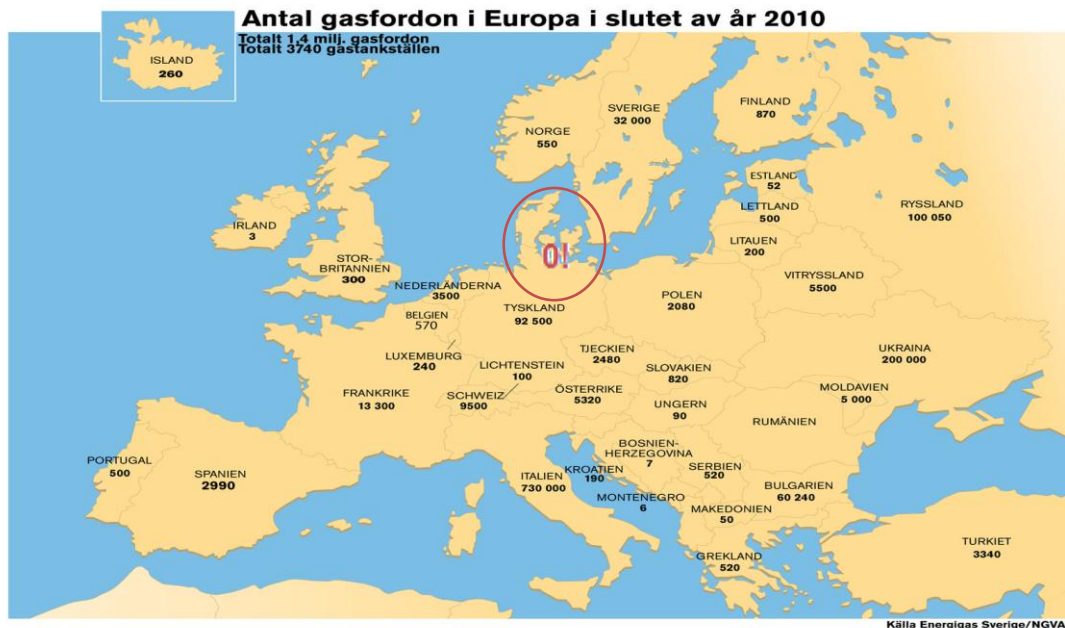 Antal gasfordon i Europa i slutet av år 2010
Totalt 1,4 milj. gasfordon
Totalt 3740 gastankställen
ISLAND
260
SVERIGE
32 000
FINLAND
870
NORGE
550
ESTLAND
52
RYSSLAND
100 050
LETTLAND
500
IRLAND
3
LITAUEN
200
0!
STOR-
BRITANNIEN
300
VITRYSSLAND
5500
NEDERLÄNDERNA
3500
POLEN
2080
TYSKLAND
92 500
BELGIEN
570
UKRAINA
200 000
TJECKIEN
2480
LUXEMBURG
240
LICHTENSTEIN
100
SLOVAKIEN
820
MOLDAVIEN
5 000
FRANKRIKE
13 300
SCHWEIZ
9500
ÖSTERRIKE
5320
UNGERN
90
RUMÄNIEN
BOSNIEN-
HERZEGOVINA
7
PORTUGAL
500
SPANIEN
2990
ITALIEN
730 000
KROATIEN
190
SERBIEN
520
BULGARIEN
60 240
MONTENEGRO
6
MAKEDONIEN
50
TURKIET
3340
GREKLAND
520
Källa Energigas Sverige/NGVA